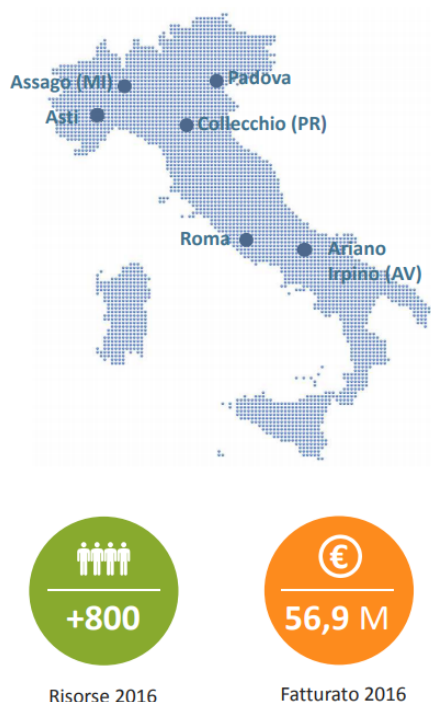 Assago (MI)
Padova
Asti
Collecchio (PR)
Roma
Ariano
Irpino (AV)
€
+800
56,9 M
Risorse 2016
Fatturato 2016